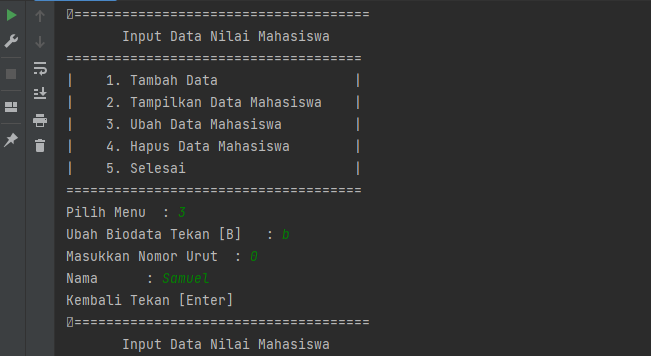 =====================================
Input Data Nilai Mahasiswa
=====================================
| 1. Tambah Data |
| 2. Tampilkan Data Mahasiswa |
| 3. Ubah Data Mahasiswa |
| 4. Hapus Data Mahasiswa |
| 5. Selesai |
=====================================
Pilih Menu : 3
Ubah Biodata Tekan [B] : b
Masukkan Nomor Urut : 0
Nama : Samuel
Kembali Tekan [Enter]
=====================================
Input Data Nilai Mahasiswa